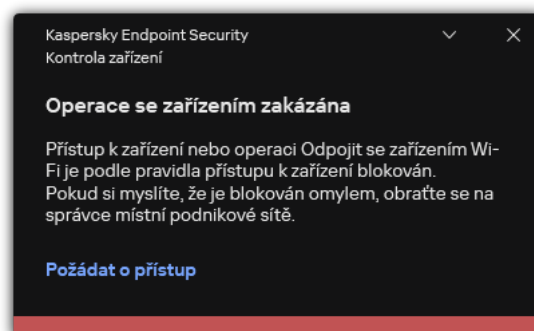 Kaspersky Endpoint Security
Kontrola zařízení
Operace se zařízením zakázána
Přístup k zařízení nebo operaci Odpojit se zařízením Wi-
Fi je podle pravidla přístupu k zařízení blokován.
Pokud si myslíte, že je blokován omylem, obraťte se na
správce místní podnikové sítě.
Požádat o přístup